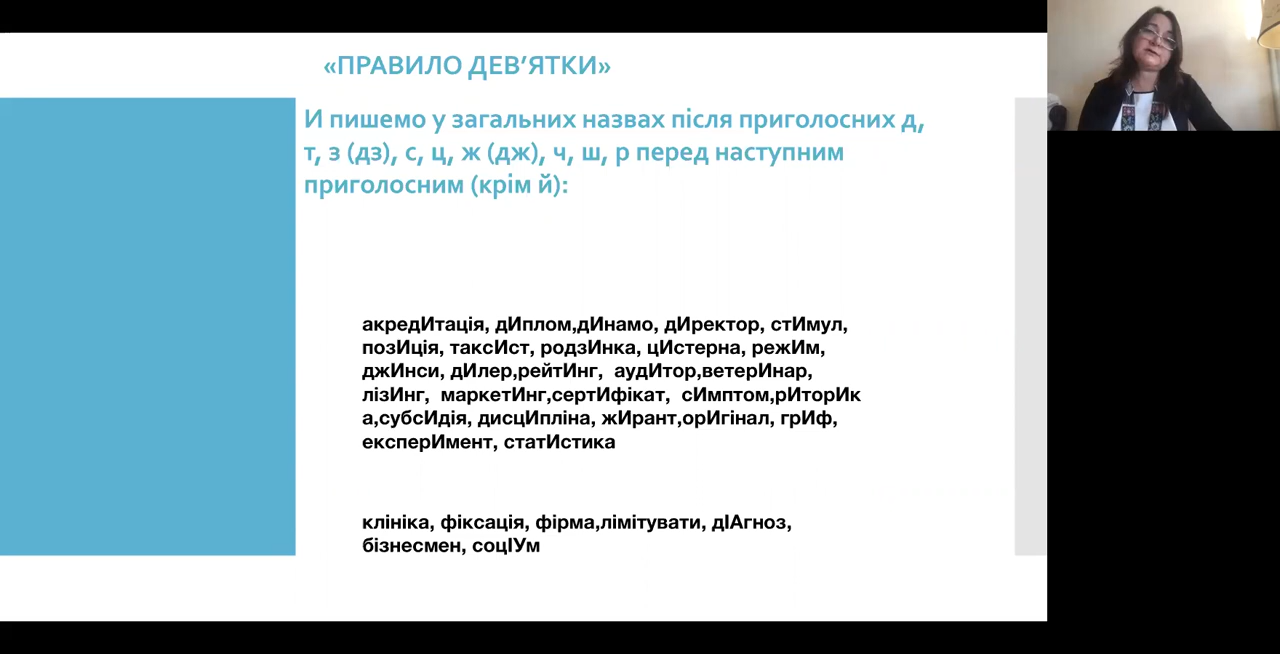 «ПРАВИЛО ДЕВ’ЯТКИ»
И пишемо у загальних назвах після приголосних д,
т, з (дз), с, ц, ж (дж), ч, ш, р перед наступним
приголосним (крім й):
акредИтація, дИплом,дИнамо, дИректор, стИмул,
позИція, таксИст, родзИнка, цИстерна, режИм,
джИнси, дИлер,рейтИнг, аудИтор,ветерИнар,
лізИнг, маркетИнг,сертИфікат, сИмптом,рИторИк
а,субсИдія, дисцИпліна, жИрант,орИгінал, грИф,
експерИмент, статИстика
клініка, фіксація, фірма,лімітувати, дІАгноз,
бізнесмен, соцІУм